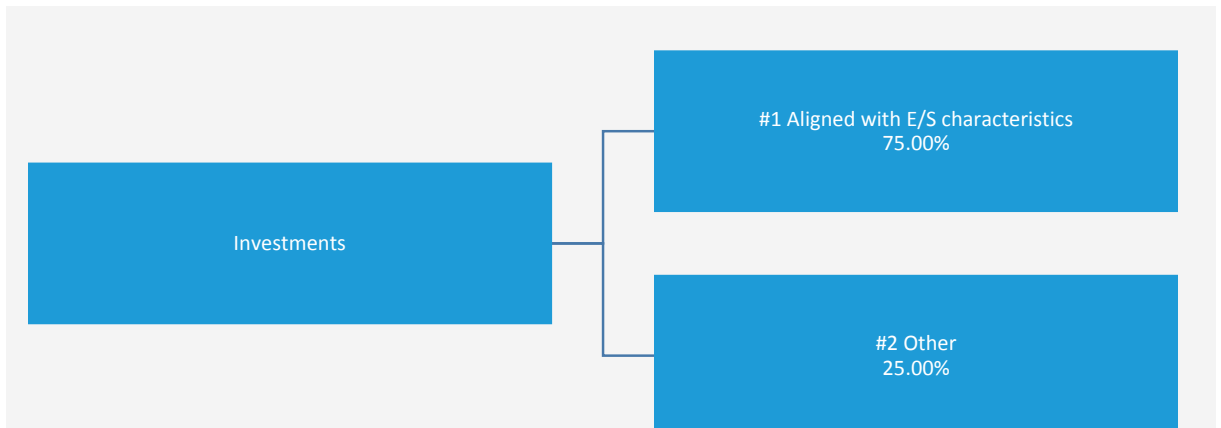 #1 Aligned with E/S characteristics
75.00%
Investments
#2 Other
25.00%